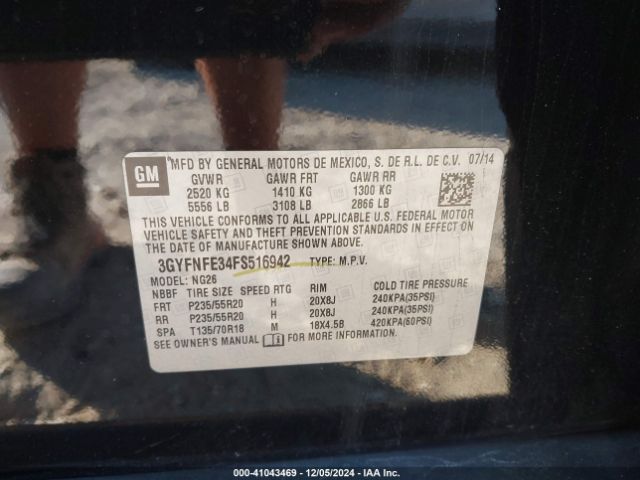 GM
MFD BY GENERAL MOTORS DE MEXICO, S. DE R.L. DE C.V. 07/14
GVWR GAWR FRT GAWR RR
2520 KG 1410 KG 1300 KG
5556 LB 3108 LB 2866 LB
THIS VEHICLE CONFORMS TO ALL APPLICABLE U.S. FEDERAL MOTOR
VEHICLE SAFETY AND THEFT PREVENTION STANDARDS IN EFFECT ON
THE DATE OF MANUFACTURE SHOWN ABOVE.
3GYFNFE34FS516942 TYPE: M.P.V.
MODEL: NG26
NBBF TIRE SIZE SPEED RTG RIM COLD TIRE PRESSURE
FRT P235/55R20 H 20X8J 240KPA(35PSI)
RR P235/55R20 H 20X8J 240KPA(35PSI)
SPA T135/70R18 M 18X4.5B 420KPA(60PSI)
SEE OWNER'S MANUAL FOR MORE INFORMATION
000-41043469 - 12/05/2024 - IAA Inc.